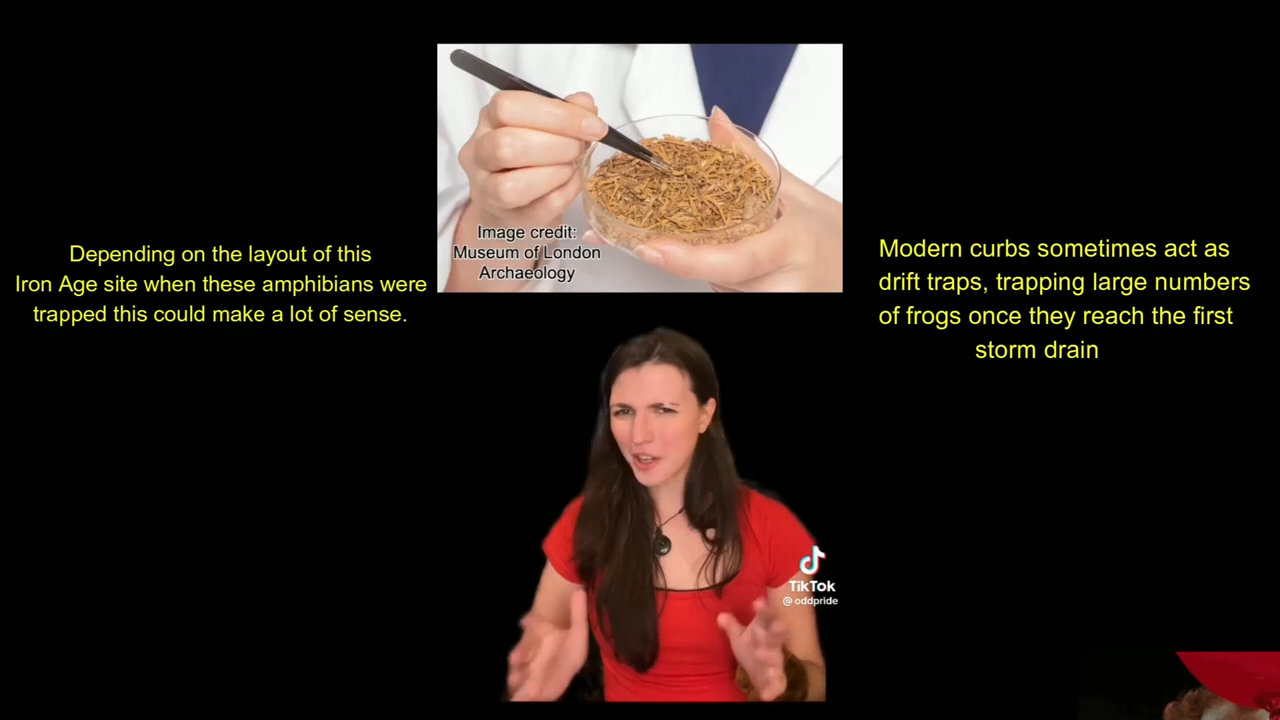 Depending on the layout of this
Iron Age site when these amphibians were
trapped this could make a lot of sense.
Image credit:
Museum of London
Archaeology
Modern curbs sometimes act as
drift traps, trapping large numbers
of frogs once they reach the first
storm drain
TikTok
@oddpride